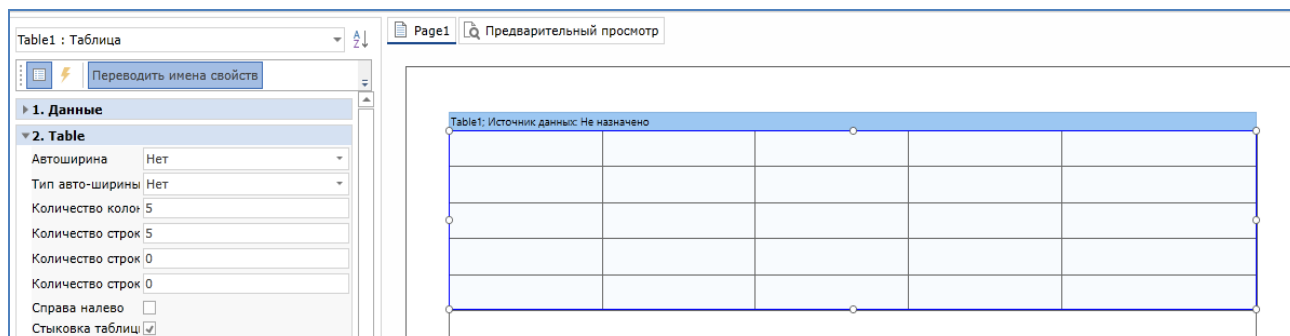 Table1 : Таблица
A
Z
Page1
Предварительный просмотр
Переводить имена свойств
1. Данные
2. Table
Автоширина Нет
Тип авто-ширины Нет
Количество колон 5
Количество строк 5
Количество строк 0
Количество строк 0
Справа налево
Стыковка таблиц
Table1; Источник данных: Не назначено